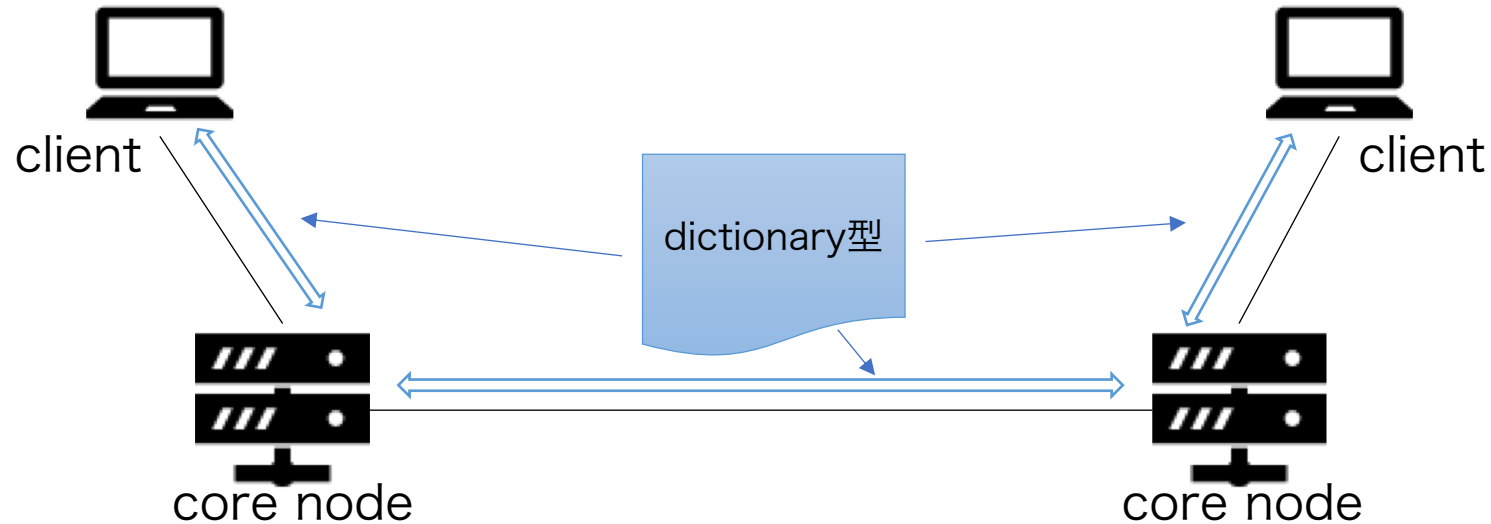 client
client
dictionary型
core node
core node